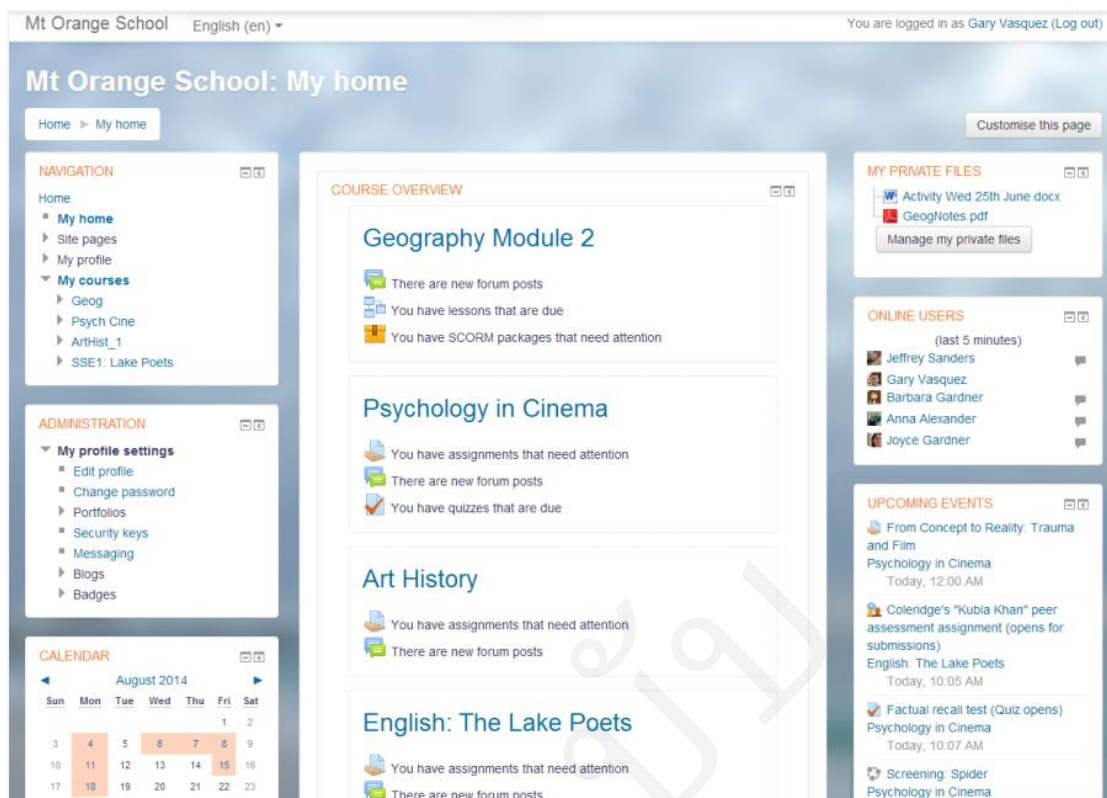 Mt Orange School English (en)
You are logged in as Gary Vasquez (Log out)
Mt Orange School: My home
Home My home
Customise this page
NAVIGATION
Home
My home
Site pages
My profile
My courses
Geog
Psych Cine
ArtHist_1
SSE1: Lake Poets
ADMINISTRATION
My profile settings
Edit profile
Change password
Portfolios
Security keys
Messaging
Blogs
Badges
CALENDAR
August 2014
Sun Mon Tue Wed Thu Fri Sat
1 2
3 4 5 6 7 8 9
10 11 12 13 14 15 16
17 18 19 20 21 22 23
COURSE OVERVIEW
Geography Module 2
There are new forum posts
You have lessons that are due
You have SCORM packages that need attention
Psychology in Cinema
You have assignments that need attention
There are new forum posts
You have quizzes that are due
Art History
You have assignments that need attention
There are new forum posts
English: The Lake Poets
You have assignments that need attention
There are new forum posts
MY PRIVATE FILES
Activity Wed 25th June.docx
GeogNotes.pdf
Manage my private files
ONLINE USERS
(last 5 minutes)
Jeffrey Sanders
Gary Vasquez
Barbara Gardner
Anna Alexander
Joyce Gardner
UPCOMING EVENTS
From Concept to Reality: Trauma
and Film
Psychology in Cinema
Today, 12:00 AM
Coleridge's "Kubla Khan" peer
assessment assignment (opens for
submissions)
English: The Lake Poets
Today, 10:05 AM
Factual recall test (Quiz opens)
Psychology in Cinema
Today, 10:07 AM
Screening: Spider
Psychology in Cinema